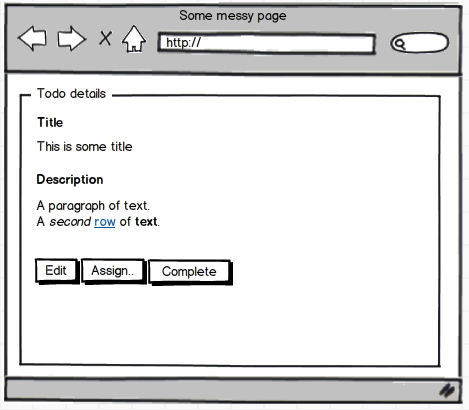 Some messy page
http://
Todo details
Title
This is some title
Description
A paragraph of text.
A second row of text.
Edit Assign.. Complete